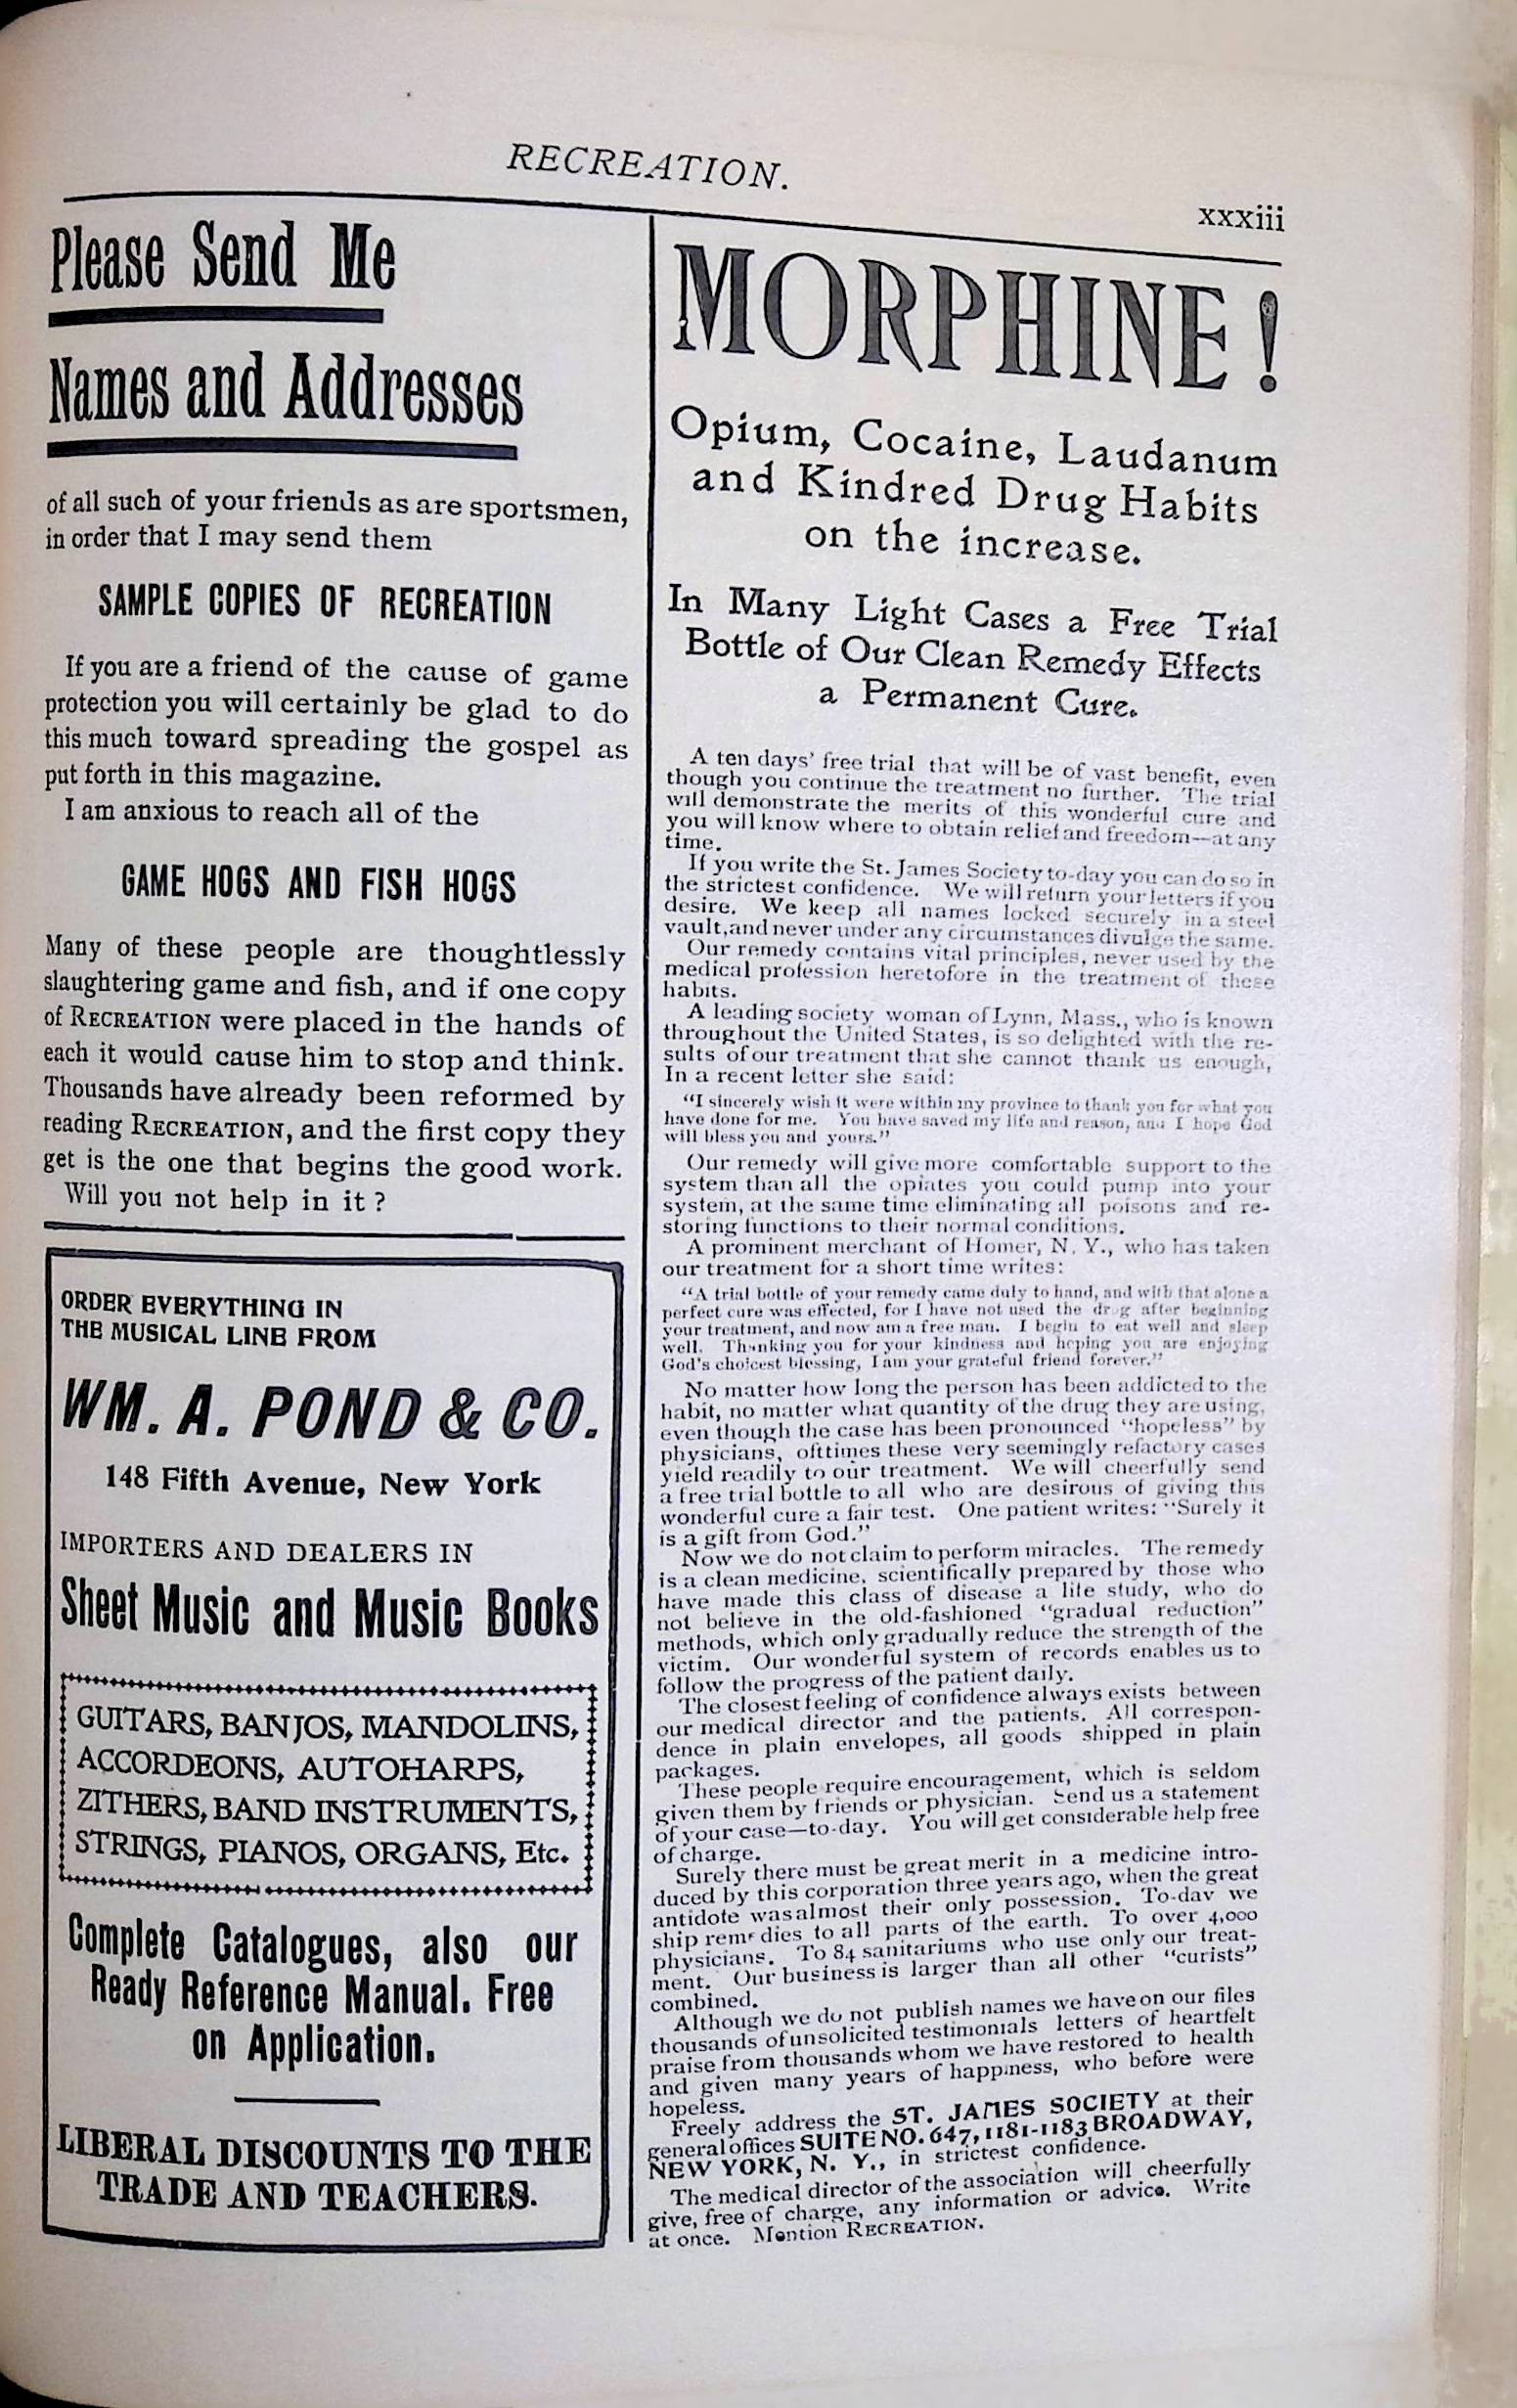 RECREATION.
xxxiii
Please Send Me
Names and Addresses
of all such of your friends as are sportsmen,
in order that I may send them
SAMPLE COPIES OF RECREATION
If you are a friend of the cause of game
protection you will certainly be glad to do
this much toward spreading the gospel as
put forth in this magazine.
I am anxious to reach all of the
GAME HOGS AND FISH HOGS
Many of these people are thoughtlessly
slaughtering game and fish, and if one copy
of RECREATION were placed in the hands of
each it would cause him to stop and think.
Thousands have already been reformed by
reading RECREATION, and the first copy they
get is the one that begins the good work.
Will you not help in it ?
ORDER EVERYTHING IN
THE MUSICAL LINE FROM
WM. A. POND & CO.
148 Fifth Avenue, New York
IMPORTERS AND DEALERS IN
Sheet Music and Music Books
GUITARS, BANJOS, MANDOLINS,
ACCORDEONS, AUTOHARPS,
ZITHERS, BAND INSTRUMENTS,
STRINGS, PIANOS, ORGANS, Etc.
Complete Catalogues, also our
Ready Reference Manual. Free
on Application.
LIBERAL DISCOUNTS TO THE
TRADE AND TEACHERS.
MORPHINE!
Opium, Cocaine, Laudanum
and Kindred Drug Habits
on the increase.
In Many Light Cases a Free Trial
Bottle of Our Clean Remedy Effects
a Permanent Cure.
A ten days' free trial that will be of vast benefit, even
though you continue the treatment no further. The trial
will demonstrate the merits of this wonderful cure and
you will know where to obtain relief and freedom—at any
time.
If you write the St. James Society to-day you can do so in
the strictest confidence. We will return your letters if you
desire. We keep all names locked securely in a steel
vault, and never under any circumstances divulge the same.
Our remedy contains vital principles, never used by the
medical profession heretofore in the treatment of these
habits.
A leading society woman of Lynn, Mass., who is known
throughout the United States, is so delighted with the re-
sults of our treatment that she cannot thank us enough,
In a recent letter she said:
"I sincerely wish it were within my province to thank you for what you
have done for me. You have saved my life and reason, and I hope God
will bless you and yours."
Our remedy will give more comfortable support to the
system than all the opiates you could pump into your
system, at the same time eliminating all poisons and re-
storing functions to their normal conditions.
A prominent merchant of Homer, N. Y., who has taken
our treatment for a short time writes:
"A trial bottle of your remedy came duly to hand, and with that alone a
perfect cure was effected, for I have not used the drug after beginning
your treatment, and now am a free man. I begin to eat well and sleep
well. Thanking you for your kindness and hoping you are enjoying
God's choicest blessing, I am your grateful friend forever."
No matter how long the person has been addicted to the
habit, no matter what quantity of the drug they are using,
even though the case has been pronounced "hopeless" by
physicians, ofttimes these very seemingly refactory cases
yield readily to our treatment. We will cheerfully send
a free trial bottle to all who are desirous of giving this
wonderful cure a fair test. One patient writes: "Surely it
is a gift from God."
Now we do not claim to perform miracles. The remedy
is a clean medicine, scientifically prepared by those who
have made this class of disease a life study, who do
not believe in the old-fashioned "gradual reduction"
methods, which only gradually reduce the strength of the
victim. Our wonderful system of records enables us to
follow the progress of the patient daily.
The closest feeling of confidence always exists between
our medical director and the patients. All correspon-
dence in plain envelopes, all goods shipped in plain
packages.
These people require encouragement, which is seldom
given them by friends or physician. Send us a statement
of your case—to-day. You will get considerable help free
of charge.
Surely there must be great merit in a medicine intro-
duced by this corporation three years ago, when the great
antidote was almost their only possession. To-day we
ship remedies to all parts of the earth. To over 4,000
physicians. To 84 sanitariums who use only our treat-
ment. Our business is larger than all other "curists"
combined.
Although we do not publish names we have on our files
thousands of unsolicited testimonials letters of heartfelt
praise from thousands whom we have restored to health
and given many years of happiness, who before were
hopeless.
Freely address the ST. JAMES SOCIETY at their
general offices SUITE NO. 647, 1181-1183 BROADWAY,
NEW YORK, N. Y., in strictest confidence.
The medical director of the association will cheerfully
give, free of charge, any information or advice. Write
at once. Mention RECREATION.